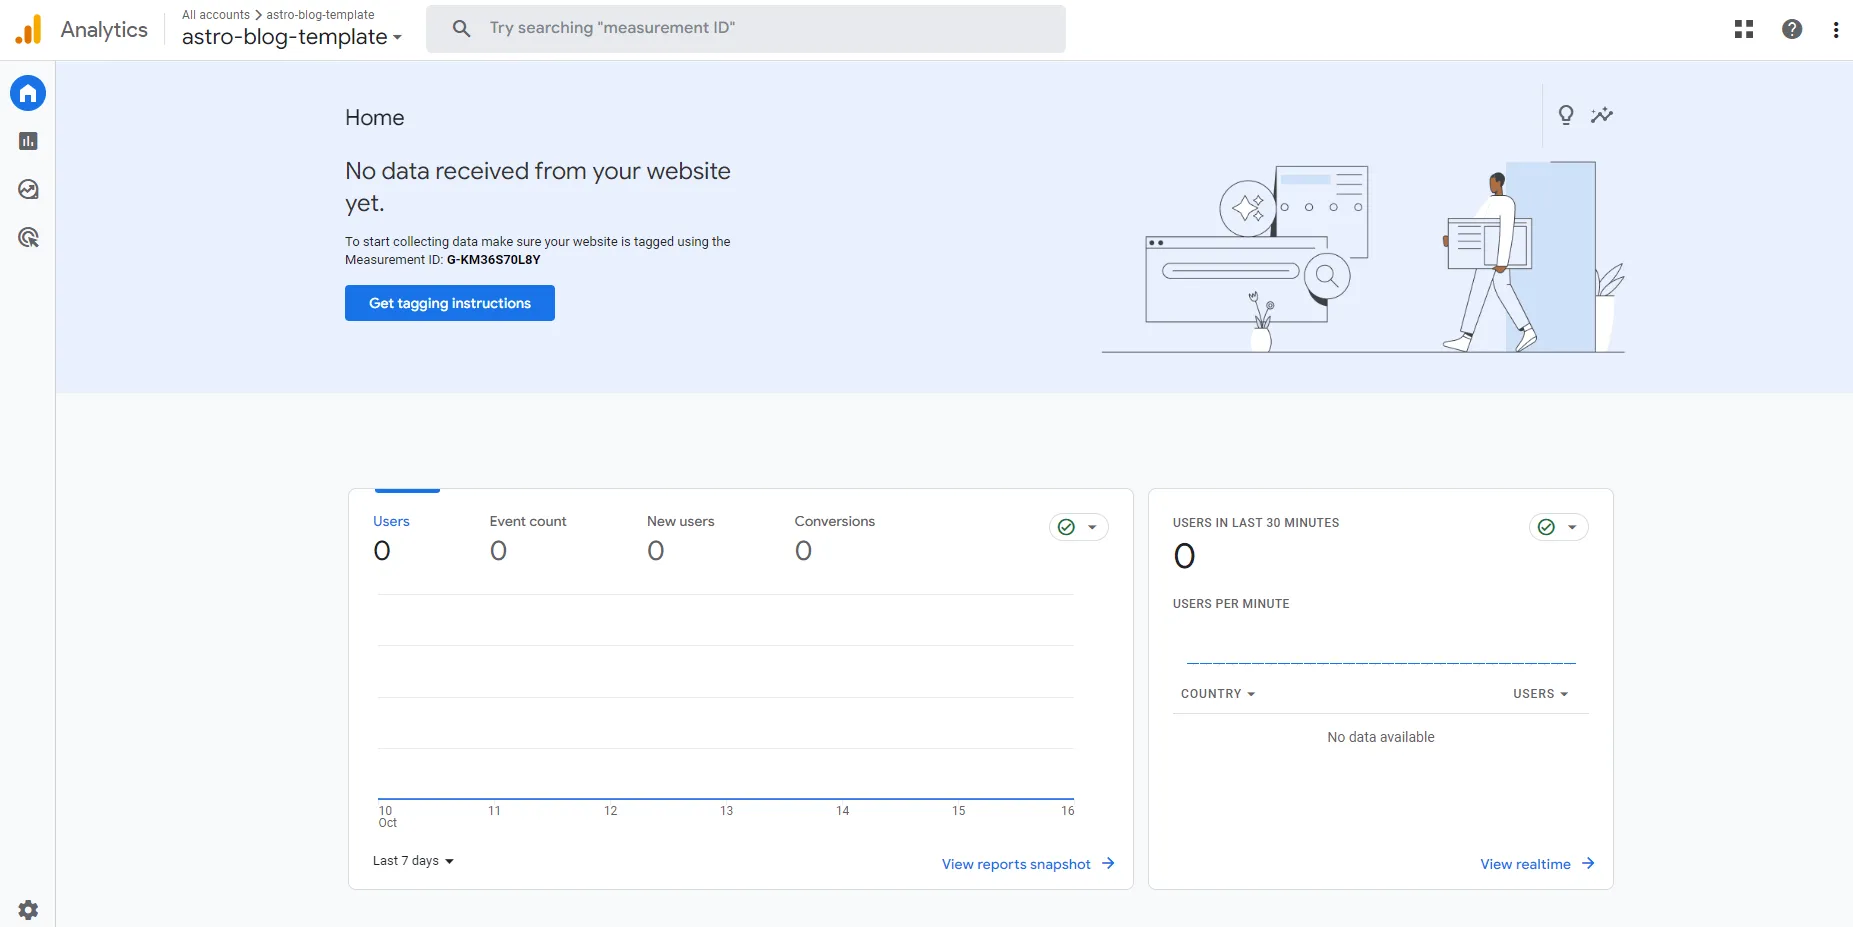 Analytics
All accounts > astro-blog-template
astro-blog-template
Try searching "measurement ID"
Home
No data received from your website
yet.
To start collecting data make sure your website is tagged using the
Measurement ID: G-KM36S70L8Y
Get tagging instructions
Users
0
Event count
0
New users
0
Conversions
0
10
Oct
11
12
13
14
15
16
Last 7 days
View reports snapshot
USERS IN LAST 30 MINUTES
0
USERS PER MINUTE
COUNTRY
USERS
No data available
View realtime